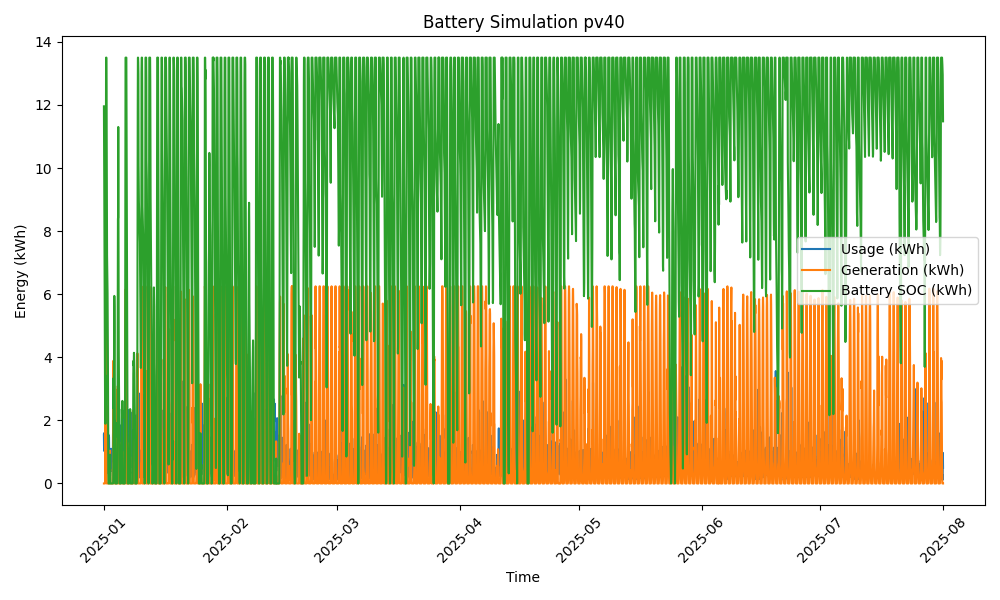 Battery Simulation pv40
Energy (kWh)
14
12
10
8
6
4
2
0
Usage (kWh)
Generation (kWh)
Battery SOC (kWh)
2025-01
2025-02
2025-03
2025-04
2025-05
2025-06
2025-07
2025-08
Time